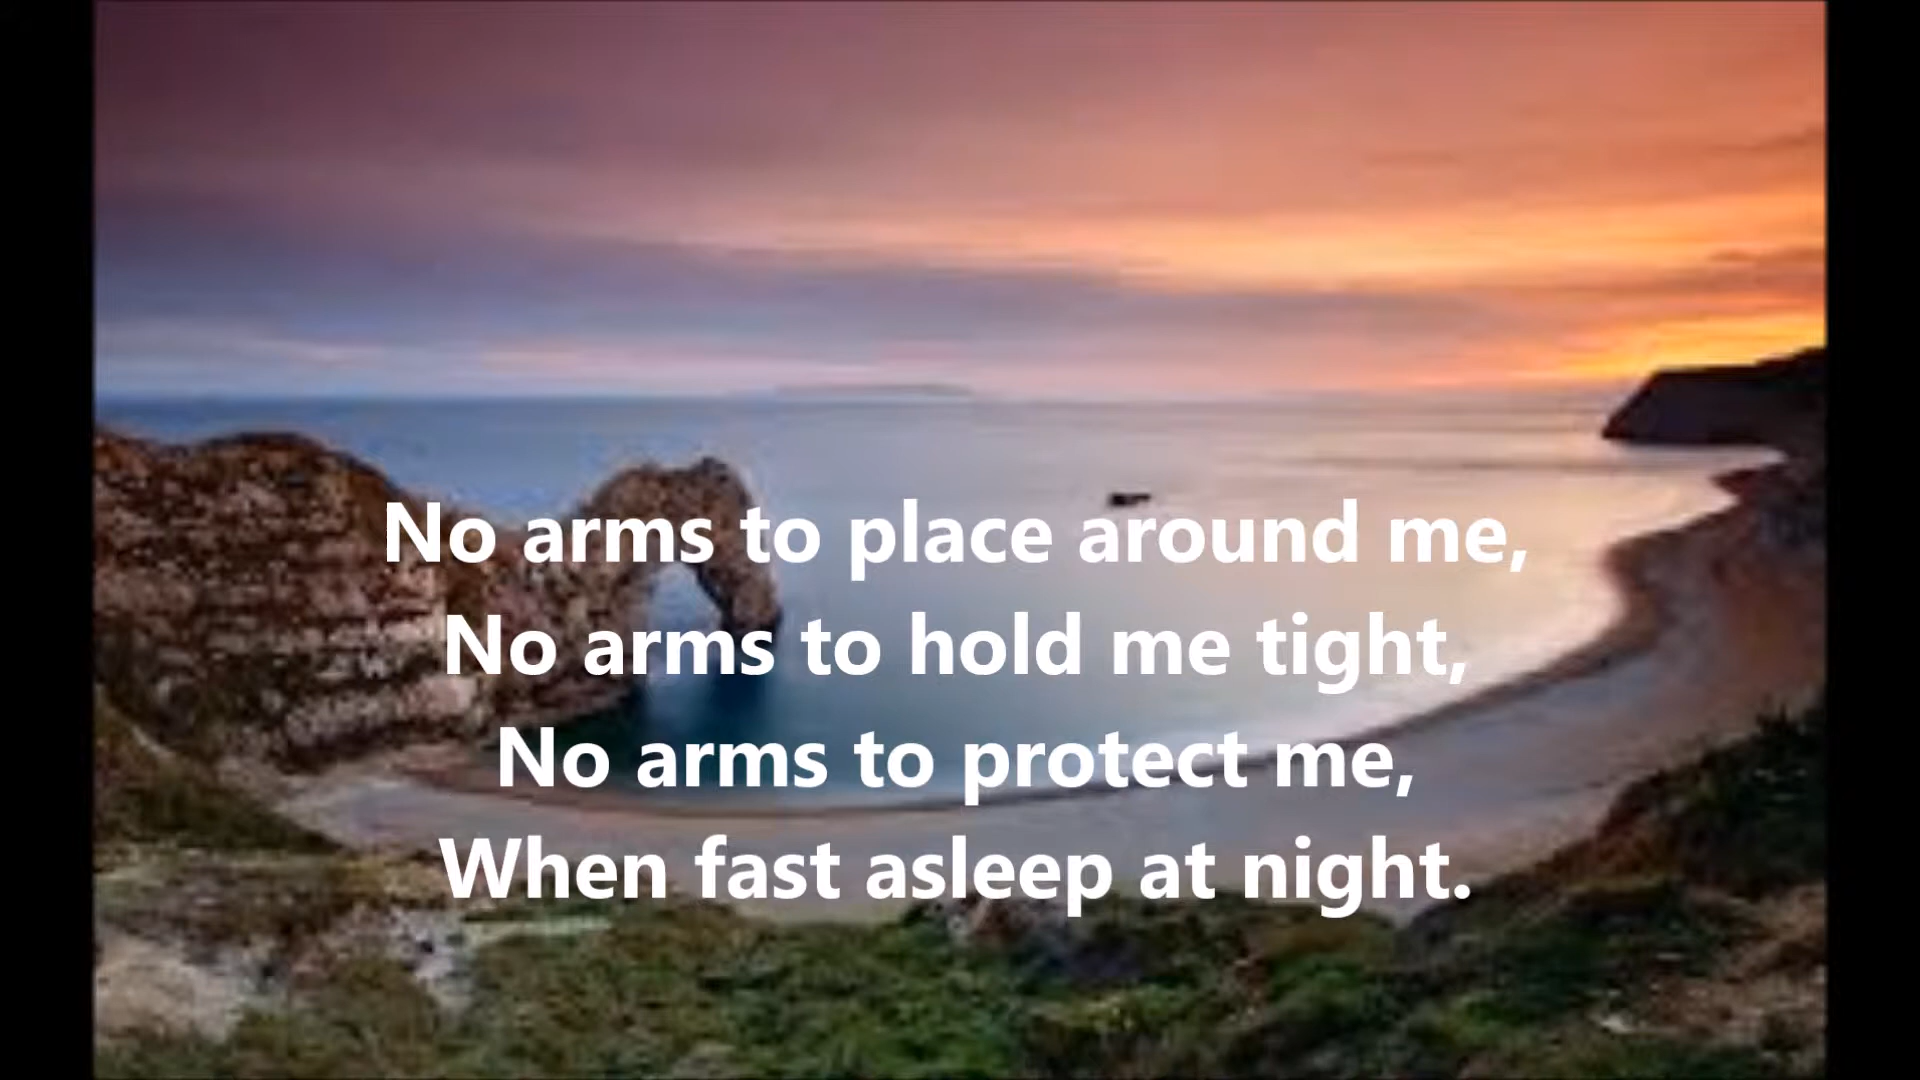 No arms to place around me,
No arms to hold me tight,
No arms to protect me,
When fast asleep at night.